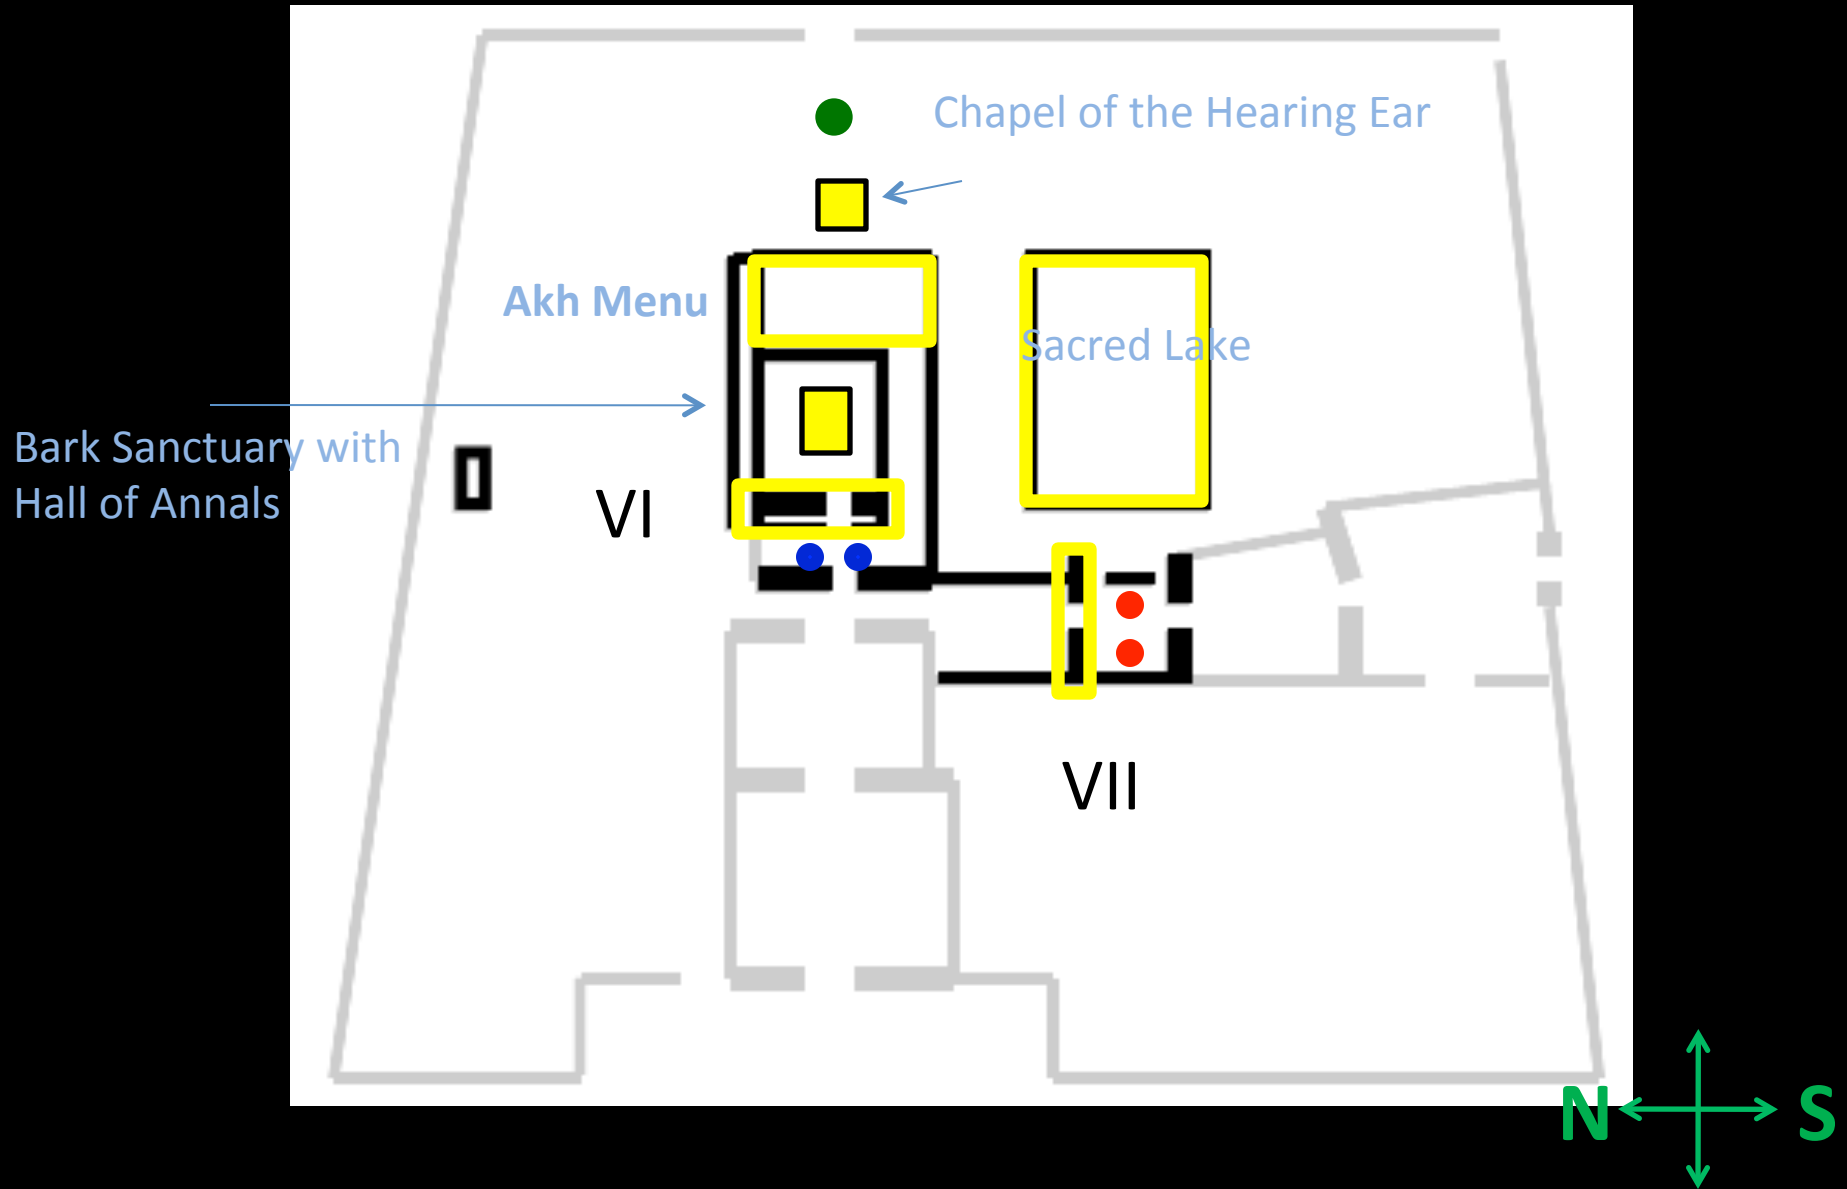 Chapel of the Hearing Ear
Akh Menu
Sacred Lake
Bark Sanctuary with
Hall of Annals
VI
VII
N
S